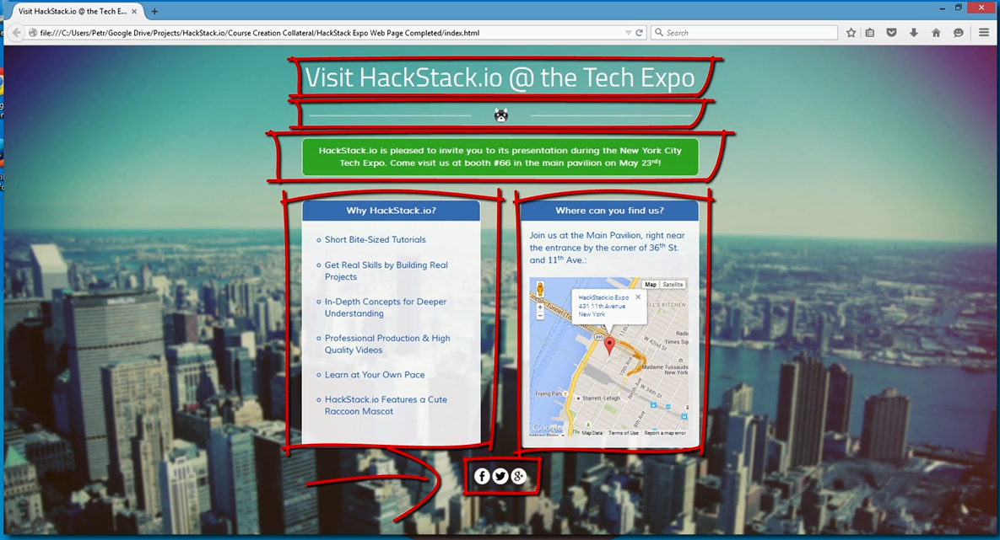 Visit HackStack.io @ the Tech E...
file:///C:/Users/Petr/Google Drive/Projects/HackStack.io/Course Creation Collateral/HackStack Expo Web Page Completed/index.html
Search
Visit HackStack.io @ the Tech Expo
HackStack.io is pleased to invite you to its presentation during the New York City
Tech Expo. Come visit us at booth #66 in the main pavilion on May 23rd!
Why HackStack.io?
Short Bite-Sized Tutorials
Get Real Skills by Building Real
Projects
In-Depth Concepts for Deeper
Understanding
Professional Production & High
Quality Videos
Learn at Your Own Pace
HackStack.io Features a Cute
Raccoon Mascot
Where can you find us?
Join us at the Main Pavilion, right near
the entrance by the corner of 36th St.
and 11th Ave.:
Map Satellite
HackStack.io Expo
431 11th Avenue
New York
495
W 42nd St
Times Sq
10th Ave
Madame Tussauds
New York
W 34th St
Frying Pan
Starrett-Lehigh
8th Ave
Google
Map Data Terms of Use Report a map error